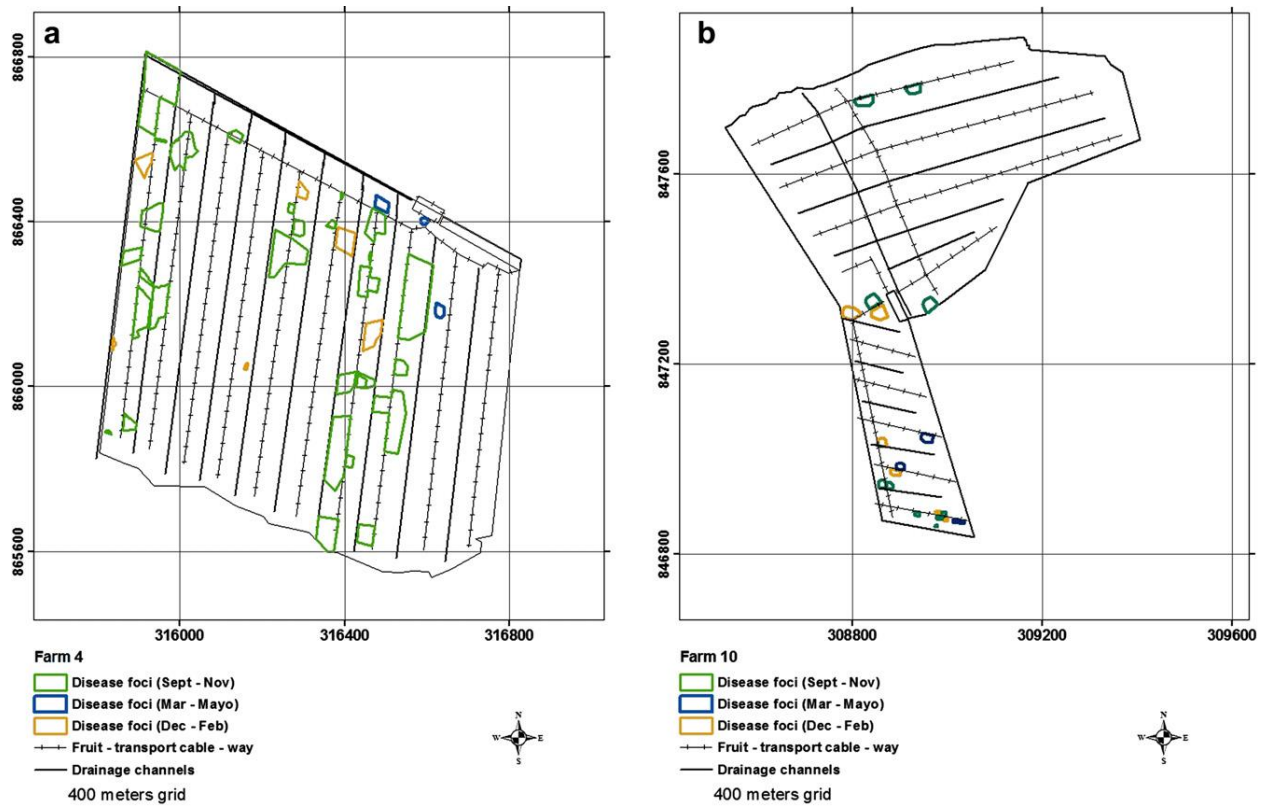 a
866800
866400
866000
865600
316000 316400 316800
Farm 4
Disease foci (Sept - Nov)
Disease foci (Mar - Mayo)
Disease foci (Dec - Feb)
Fruit - transport cable - way
Drainage channels
400 meters grid
N
W E
S
b
847600
847200
846800
308800 309200 309600
Farm 10
Disease foci (Sept - Nov)
Disease foci (Mar - Mayo)
Disease foci (Dec - Feb)
Fruit - transport cable - way
Drainage channels
400 meters grid
N
W E
S